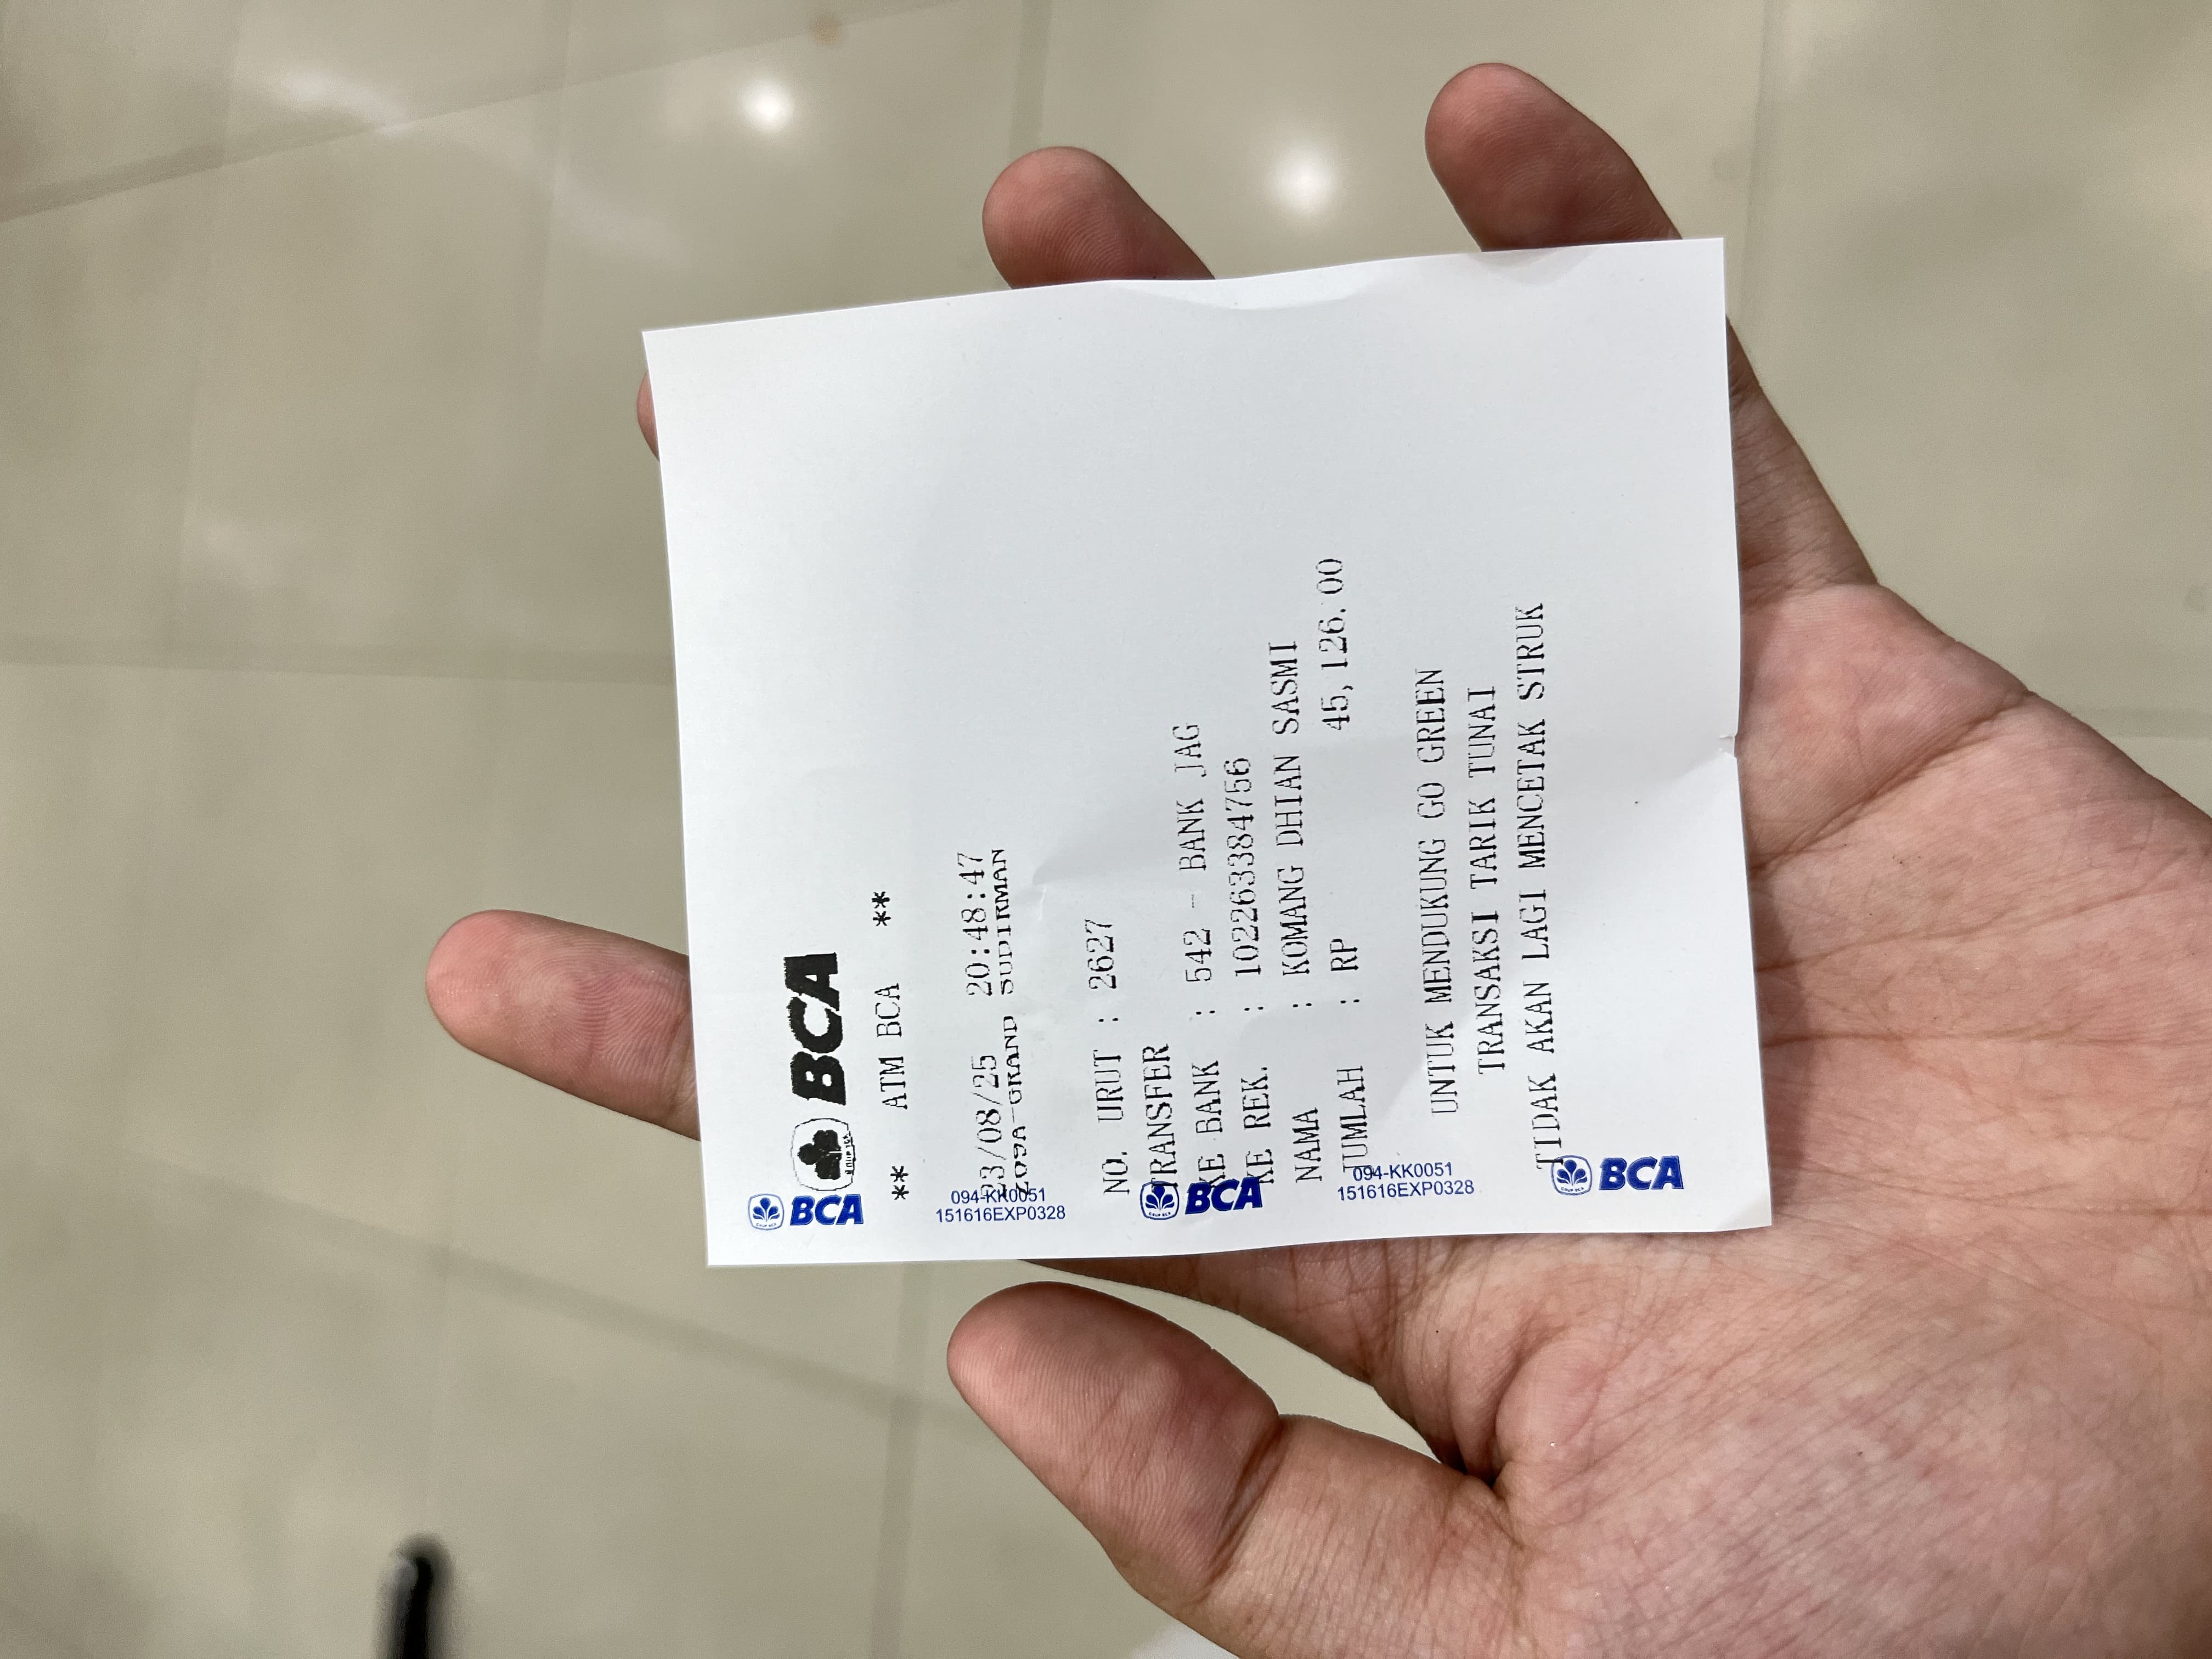 BCA
** ATM BCA **
23/08/25 20:48:47
GRAND SUDIRMAN
NO. URUT : 2627
TRANSFER
KE BANK : 542 - BANK JAG
KE REK. : 102263384756
NAMA : KOMANG DHIAN SASMI
JUMLAH : RP 45,126.00
UNTUK MENDUKUNG GO GREEN
TRANSAKSI TARIK TUNAI
TIDAK AKAN LAGI MENCETAK STRUK
BCA
094-KK0051
151616EXP0328
BCA
094-KK0051
151616EXP0328
BCA